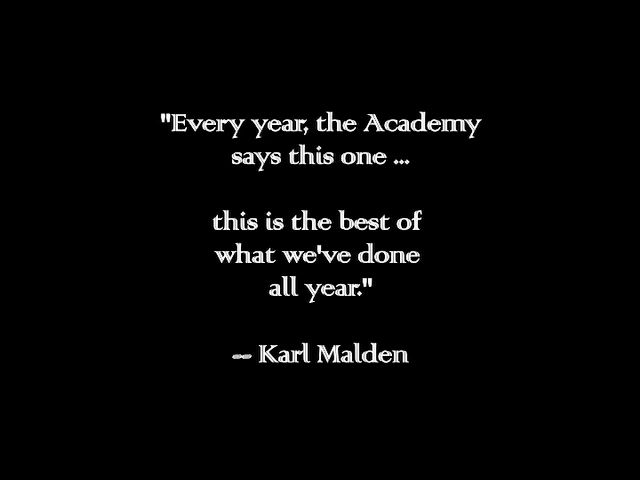 "Every year, the Academy
says this one ...
this is the best of
what we've done
all year."
-- Karl Malden